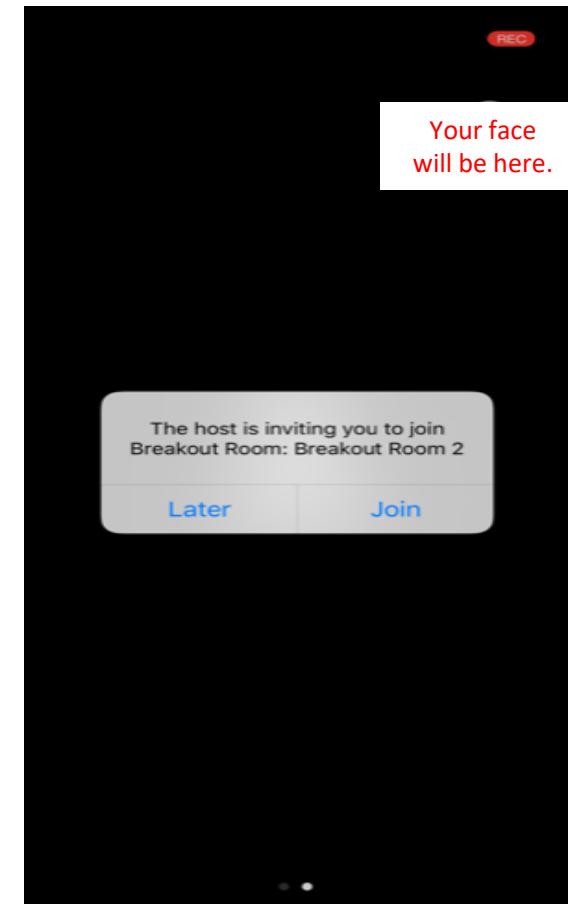 REC
Your face
will be here.
The host is inviting you to join
Breakout Room: Breakout Room 2
Later
Join